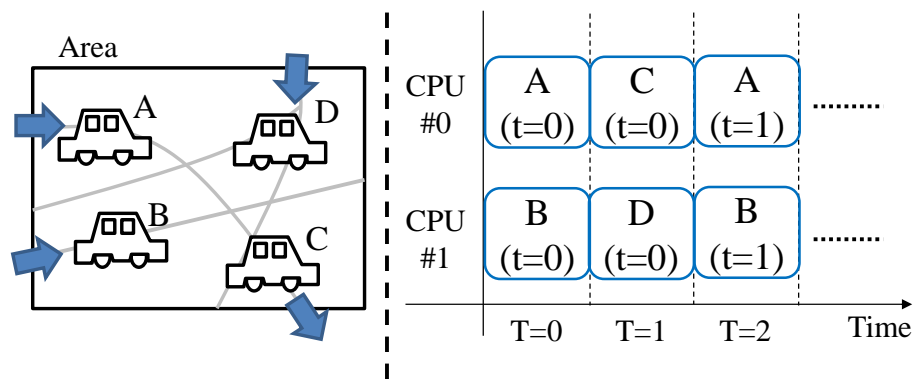 Area
A
D
B
C
CPU
#0
A
(t=0)
C
(t=0)
A
(t=1)
CPU
#1
B
(t=0)
D
(t=0)
B
(t=1)
T=0
T=1
T=2
Time